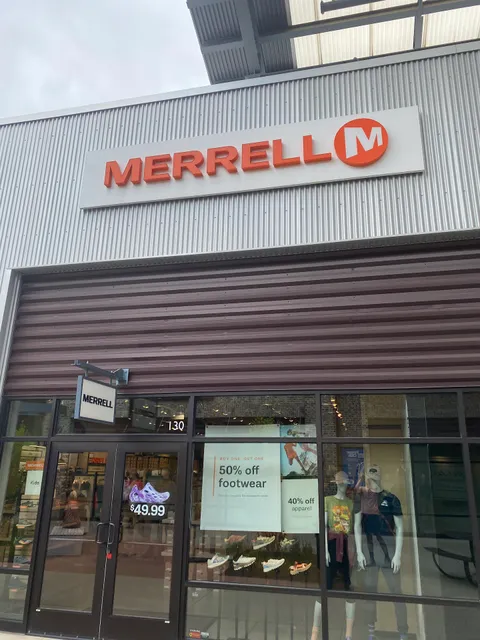 MERRELL M
MERRELL
130
50% off
footwear
40% off
apparel
$49.99